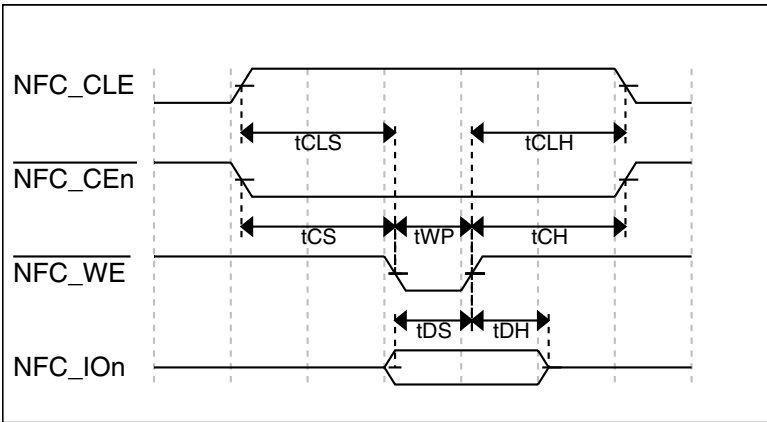 NFC_CLE
tCLS tCLH
NFC_CEn
tCS tWP tCH
NFC_WE
tDS tDH
NFC_IOn